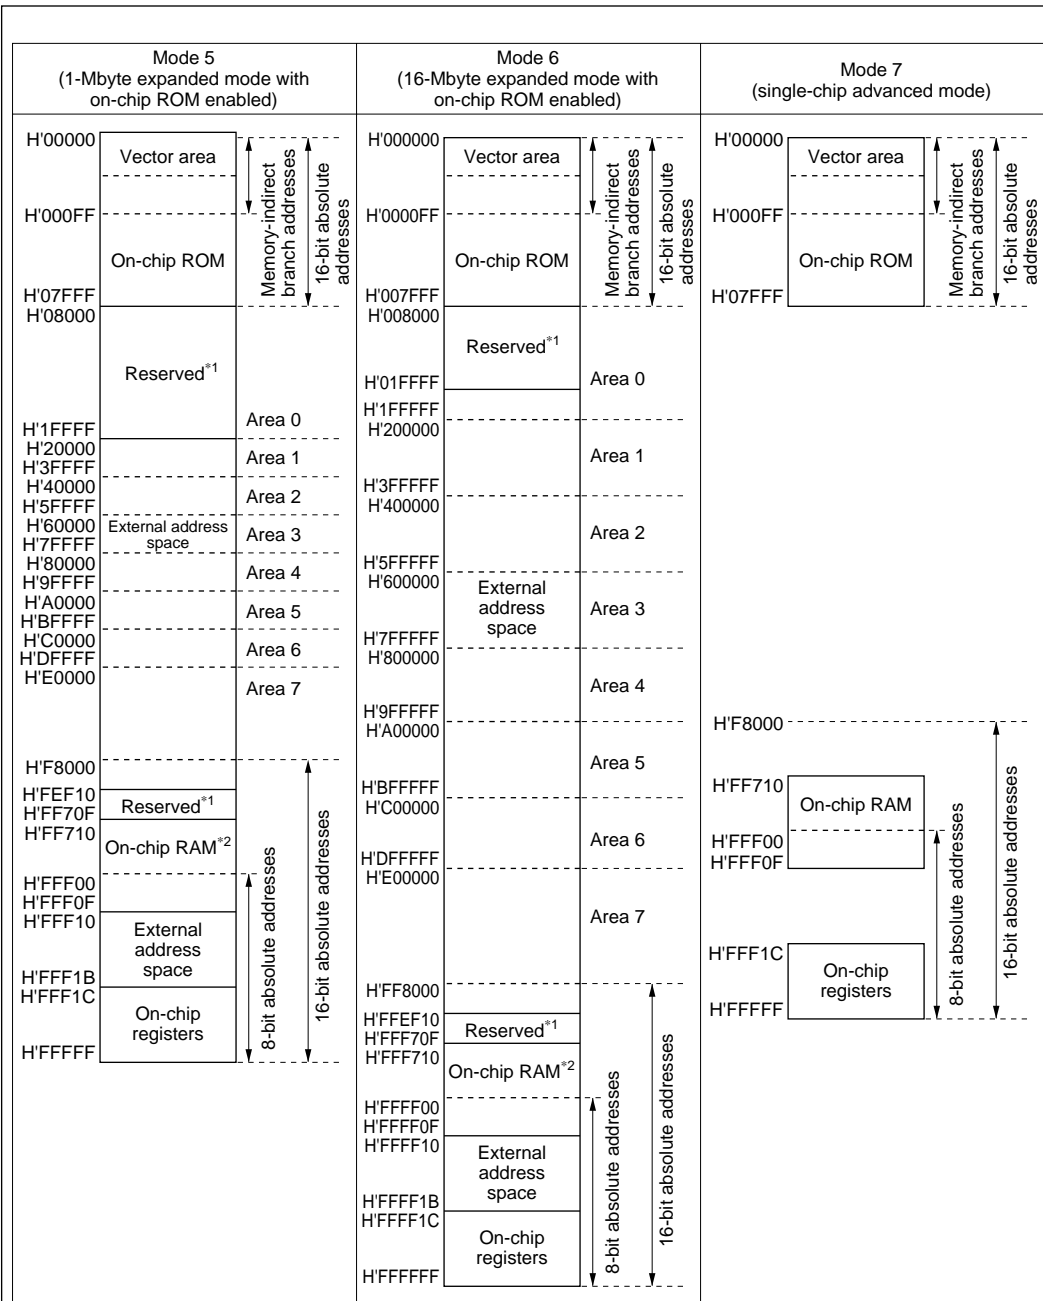 Mode 5
(1-Mbyte expanded mode with
on-chip ROM enabled)
H'00000
Vector area
H'000FF
On-chip ROM
H'07FFF
H'08000
Reserved*1
H'1FFFF
H'20000
H'3FFFF
H'40000
H'5FFFF
H'60000
H'7FFFF
External address
space
H'80000
H'9FFFF
H'A0000
H'BFFFF
H'C0000
H'DFFFF
H'E0000
H'F8000
H'FEF10
Reserved*1
H'FF70F
H'FF710
On-chip RAM*2
H'FFF00
H'FFF0F
H'FFF10
External
address
space
H'FFF1B
H'FFF1C
On-chip
registers
H'FFFFF
Memory-indirect
branch addresses
16-bit absolute
addresses
Area 0
Area 1
Area 2
Area 3
Area 4
Area 5
Area 6
Area 7
8-bit absolute addresses
16-bit absolute addresses
Mode 6
(16-Mbyte expanded mode with
on-chip ROM enabled)
H'000000
Vector area
H'0000FF
On-chip ROM
H'007FFF
H'008000
Reserved*1
H'01FFFF
H'1FFFFF
H'200000
H'3FFFFF
H'400000
H'5FFFFF
H'600000
External
address
space
H'7FFFFF
H'800000
H'9FFFFF
H'A00000
H'BFFFFF
H'C00000
H'DFFFFF
H'E00000
H'FF8000
H'FFEF10
Reserved*1
H'FFF70F
H'FFF710
On-chip RAM*2
H'FFFF00
H'FFFF0F
H'FFFF10
External
address
space
H'FFFF1B
H'FFFF1C
On-chip
registers
H'FFFFFF
Memory-indirect
branch addresses
16-bit absolute
addresses
Area 0
Area 1
Area 2
Area 3
Area 4
Area 5
Area 6
Area 7
8-bit absolute addresses
16-bit absolute addresses
Mode 7
(single-chip advanced mode)
H'00000
Vector area
H'000FF
On-chip ROM
H'07FFF
Memory-indirect
branch addresses
16-bit absolute
addresses
H'F8000
H'FF710
On-chip RAM
H'FFF00
H'FFF0F
H'FFF1C
On-chip
registers
H'FFFFF
8-bit absolute addresses
16-bit absolute addresses